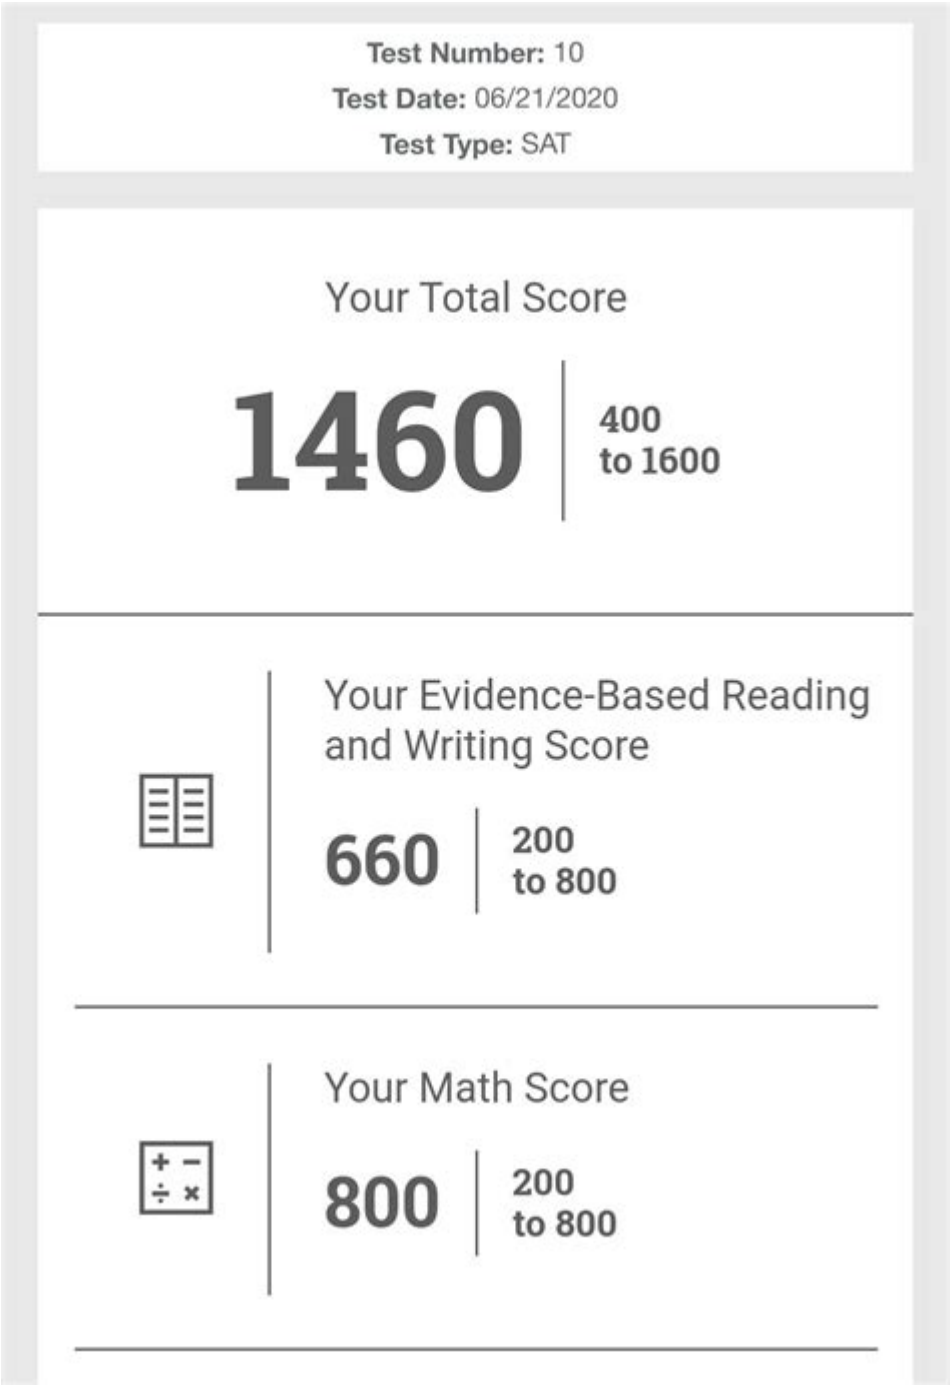 Test Number: 10
Test Date: 06/21/2020
Test Type: SAT
Your Total Score
1460
400
to 1600
Your Evidence-Based Reading
and Writing Score
660
200
to 800
Your Math Score
800
200
to 800